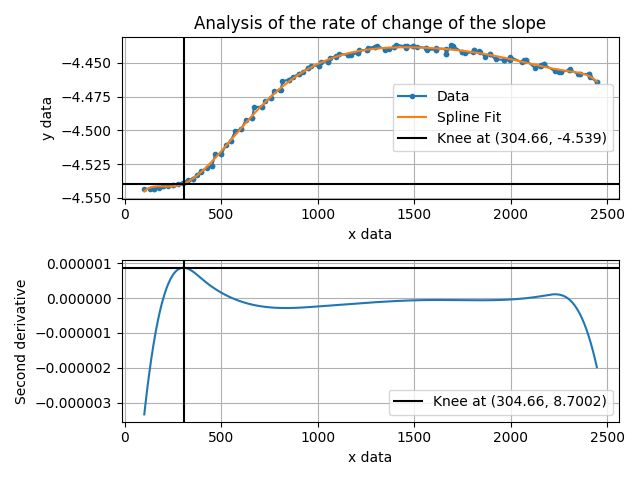 Analysis of the rate of change of the slope
−4.450
−4.475
−4.500
−4.525
−4.550
y data
Data
Spline Fit
Knee at (304.66, -4.539)
0 500 1000 1500 2000 2500
x data
0.000001
0.000000
−0.000001
−0.000002
−0.000003
Second derivative
Knee at (304.66, 8.7002)
0 500 1000 1500 2000 2500
x data